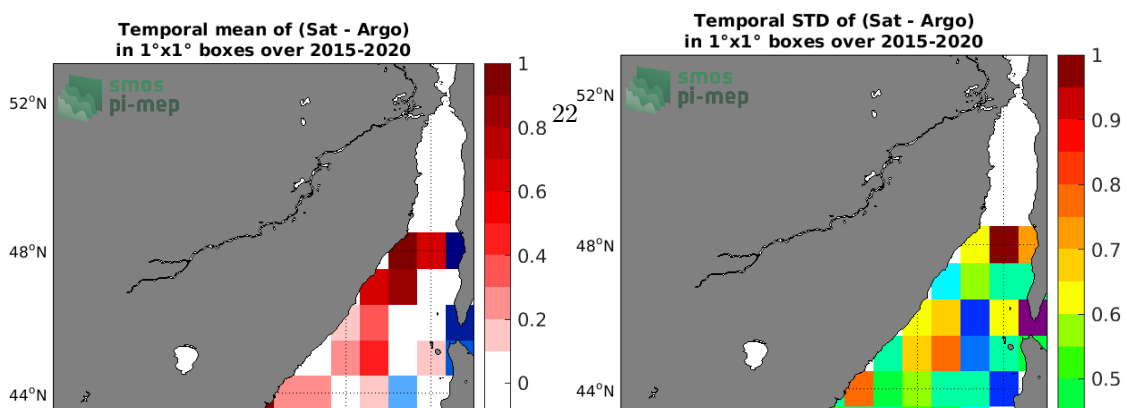 Temporal mean of (Sat - Argo)
in 1°x1° boxes over 2015-2020
smos
pi-mep
52°N
48°N
44°N
1
0.8
0.6
0.4
0.2
0
22
Temporal STD of (Sat - Argo)
in 1°x1° boxes over 2015-2020
smos
pi-mep
52°N
48°N
44°N
1
0.9
0.8
0.7
0.6
0.5